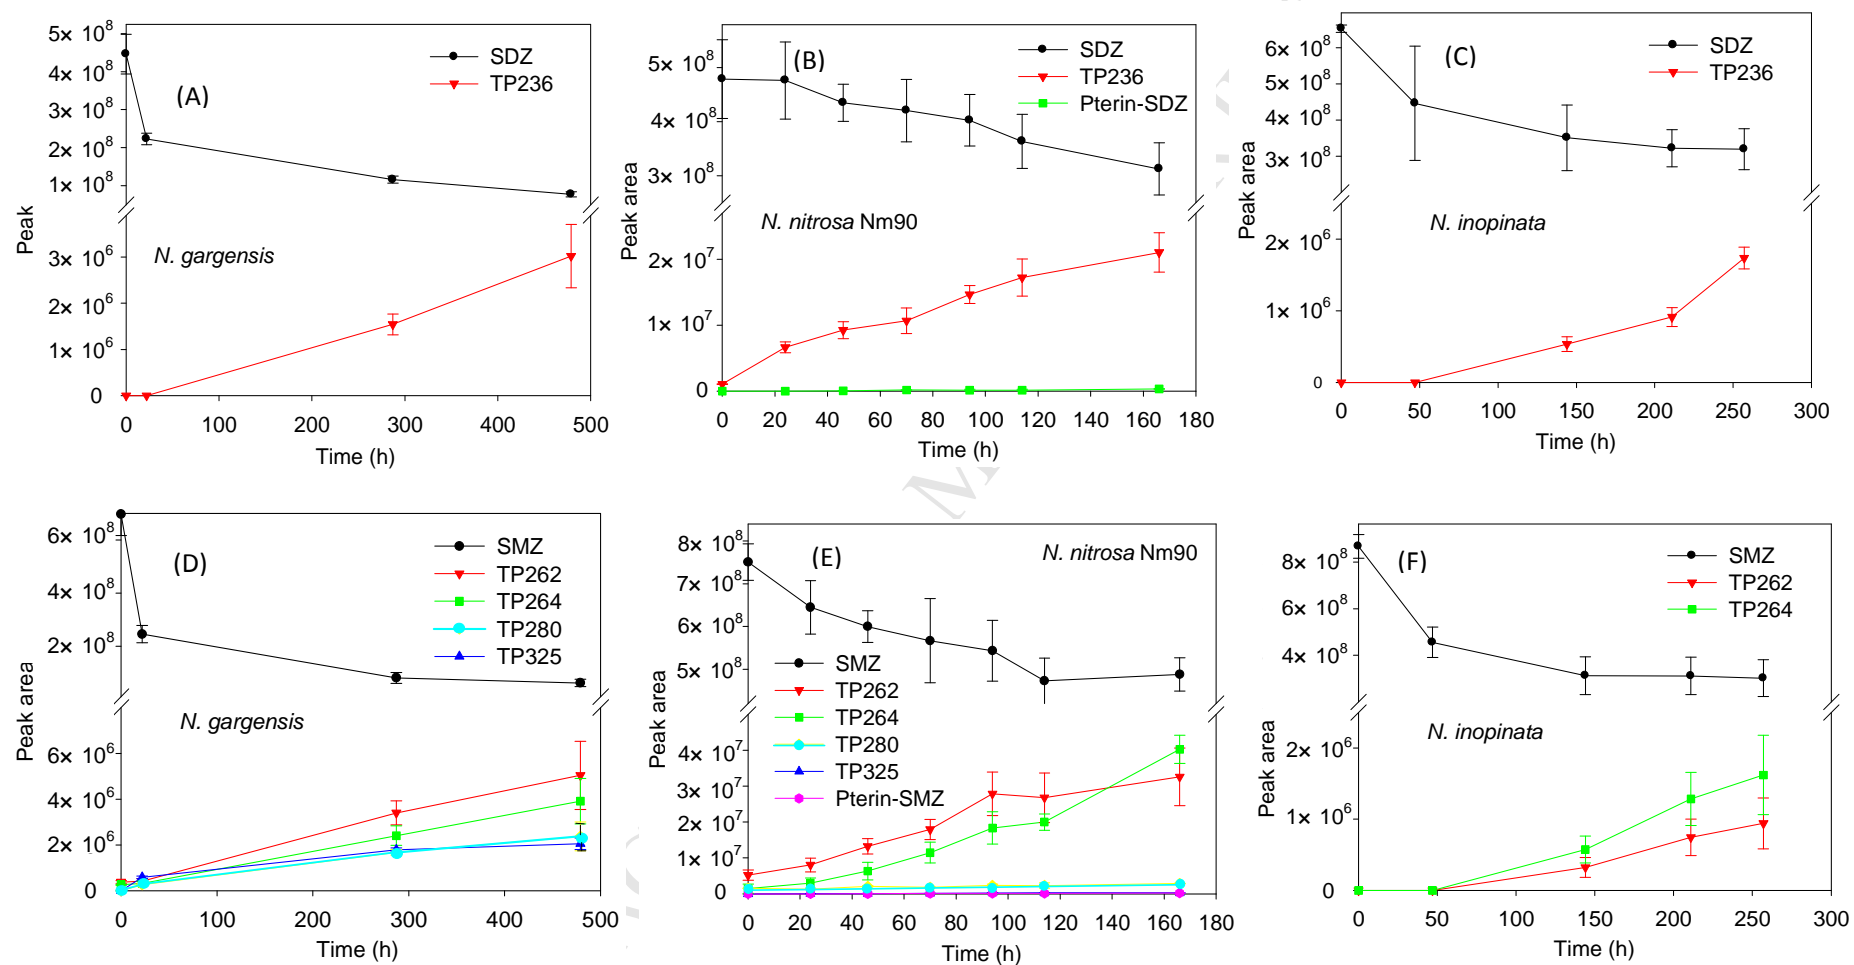 (A)
SDZ
TP236
5× 10^8
4× 10^8
3× 10^8
2× 10^8
1× 10^8
3× 10^6
2× 10^6
1× 10^6
0
Peak
N. gargensis
0 100 200 300 400 500
Time (h)
(B)
SDZ
TP236
Pterin-SDZ
5× 10^8
4× 10^8
3× 10^8
2× 10^7
1× 10^7
0
Peak area
N. nitrosa Nm90
0 20 40 60 80 100 120 140 160 180
Time (h)
(C)
SDZ
TP236
6× 10^8
5× 10^8
4× 10^8
3× 10^8
2× 10^6
1× 10^6
0
Peak area
N. inopinata
0 50 100 150 200 250 300
Time (h)
(D)
SMZ
TP262
TP264
TP280
TP325
6× 10^8
4× 10^8
2× 10^8
6× 10^6
4× 10^6
2× 10^6
0
Peak area
N. gargensis
0 100 200 300 400 500
Time (h)
(E)
N. nitrosa Nm90
SMZ
TP262
TP264
TP280
TP325
Pterin-SMZ
8× 10^8
7× 10^8
6× 10^8
5× 10^8
4× 10^7
3× 10^7
2× 10^7
1× 10^7
0
Peak area
0 20 40 60 80 100 120 140 160 180
Time (h)
(F)
SMZ
TP262
TP264
8× 10^8
6× 10^8
4× 10^8
2× 10^6
1× 10^6
0
Peak area
N. inopinata
0 50 100 150 200 250 300
Time (h)